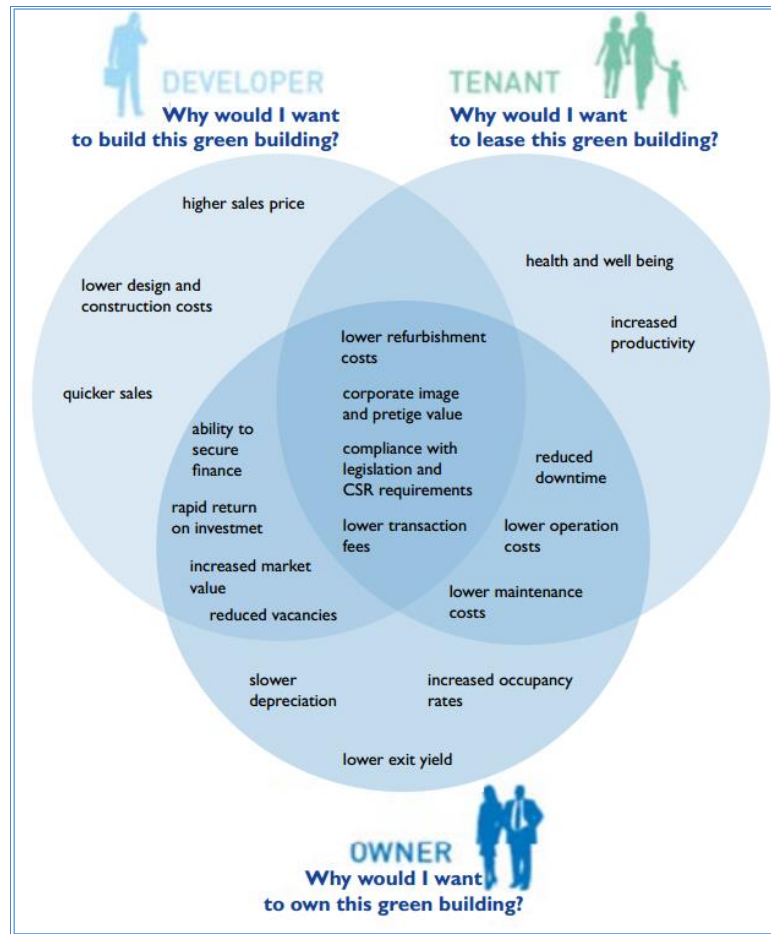 DEVELOPER
Why would I want
to build this green building?
TENANT
Why would I want
to lease this green building?
higher sales price
lower design and
construction costs
quicker sales
health and well being
increased
productivity
lower refurbishment
costs
corporate image
and pretige value
compliance with
legislation and
CSR requirements
lower transaction
fees
ability to
secure
finance
rapid return
on investmet
increased market
value
reduced vacancies
reduced
downtime
lower operation
costs
lower maintenance
costs
slower
depreciation
increased occupancy
rates
lower exit yield
OWNER
Why would I want
to own this green building?